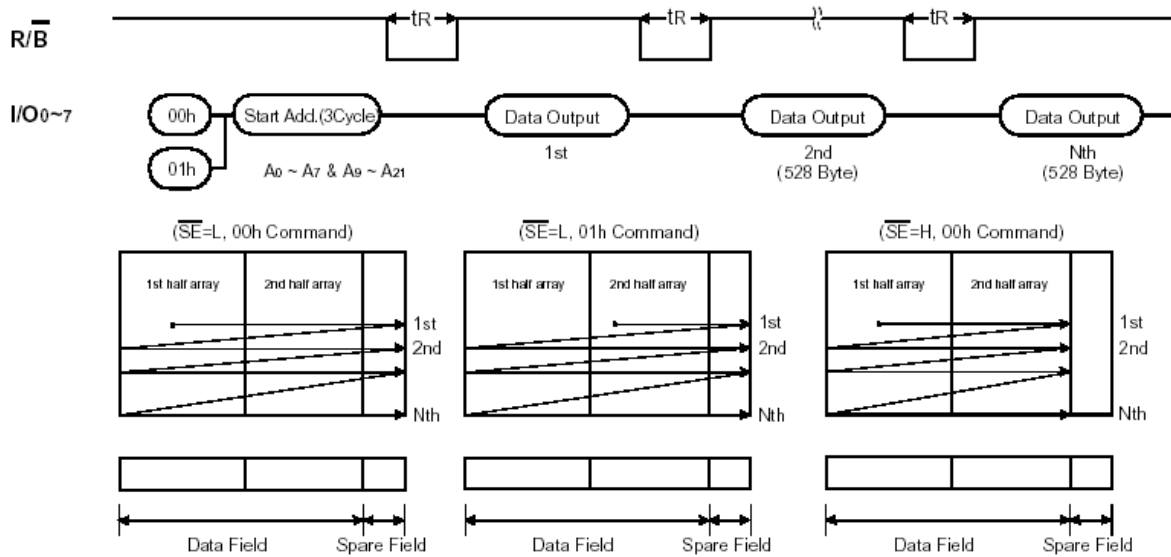 R/B tR tR tR
I/O0~7 00h Start Add.(3Cycle) Data Output Data Output Data Output
01h A0 ~ A7 & A9 ~ A21 1st 2nd Nth
(528 Byte) (528 Byte)
(SE=L, 00h Command) (SE=L, 01h Command) (SE=H, 00h Command)
1st half array 2nd half array 1st half array 2nd half array 1st half array 2nd half array
1st 1st 1st
2nd 2nd 2nd
Nth Nth Nth
Data Field Spare Field Data Field Spare Field Data Field Spare Field